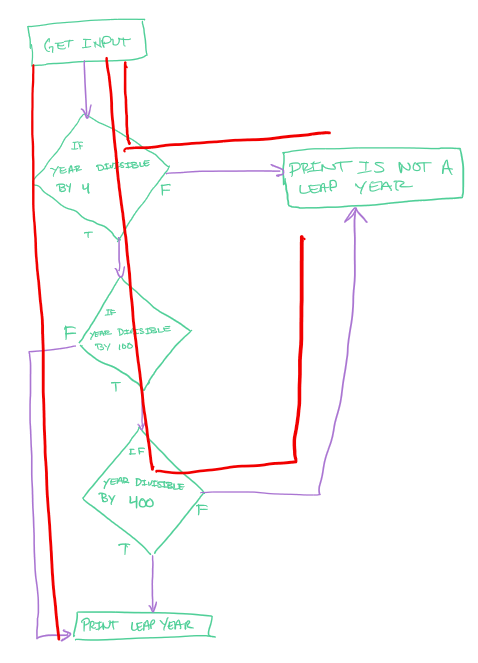 GET INPUT
IF
YEAR DIVISIBLE
BY 4
F
T
PRINT IS NOT A
LEAP YEAR
IF
YEAR DIVISIBLE
BY 100
F
T
IF
YEAR DIVISIBLE
BY 400
F
T
PRINT LEAP YEAR